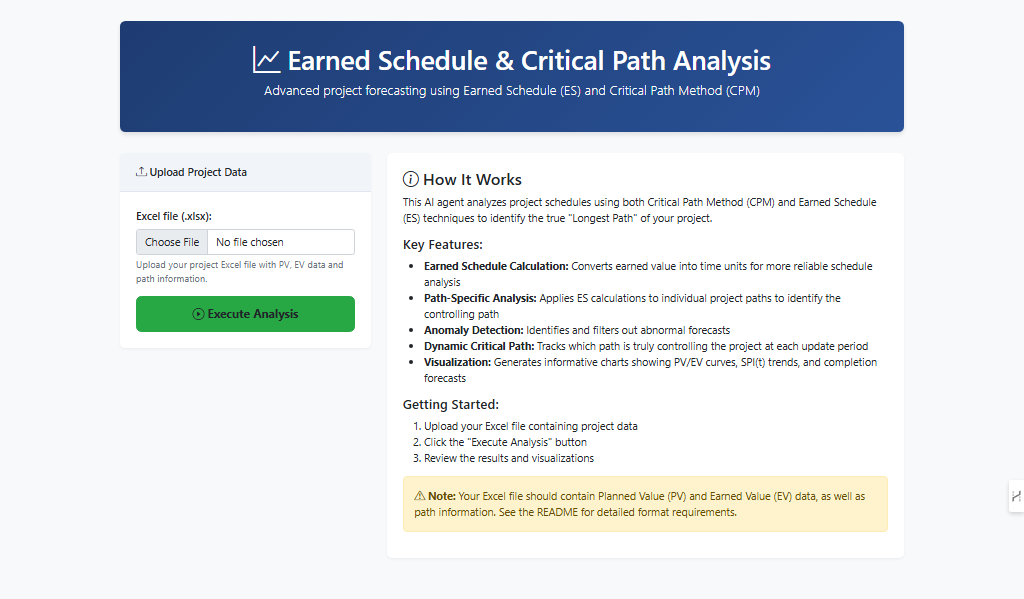 Earned Schedule & Critical Path Analysis
Advanced project forecasting using Earned Schedule (ES) and Critical Path Method (CPM)
Upload Project Data
Excel file (.xlsx):
Choose File No file chosen
Upload your project Excel file with PV, EV data and
path information.
Execute Analysis
How It Works
This AI agent analyzes project schedules using both Critical Path Method (CPM) and Earned Schedule
(ES) techniques to identify the true "Longest Path" of your project.
Key Features:
• Earned Schedule Calculation: Converts earned value into time units for more reliable schedule
analysis
• Path-Specific Analysis: Applies ES calculations to individual project paths to identify the
controlling path
• Anomaly Detection: Identifies and filters out abnormal forecasts
• Dynamic Critical Path: Tracks which path is truly controlling the project at each update period
• Visualization: Generates informative charts showing PV/EV curves, SPI(t) trends, and completion
forecasts
Getting Started:
1. Upload your Excel file containing project data
2. Click the "Execute Analysis" button
3. Review the results and visualizations
Note: Your Excel file should contain Planned Value (PV) and Earned Value (EV) data, as well as
path information. See the README for detailed format requirements.